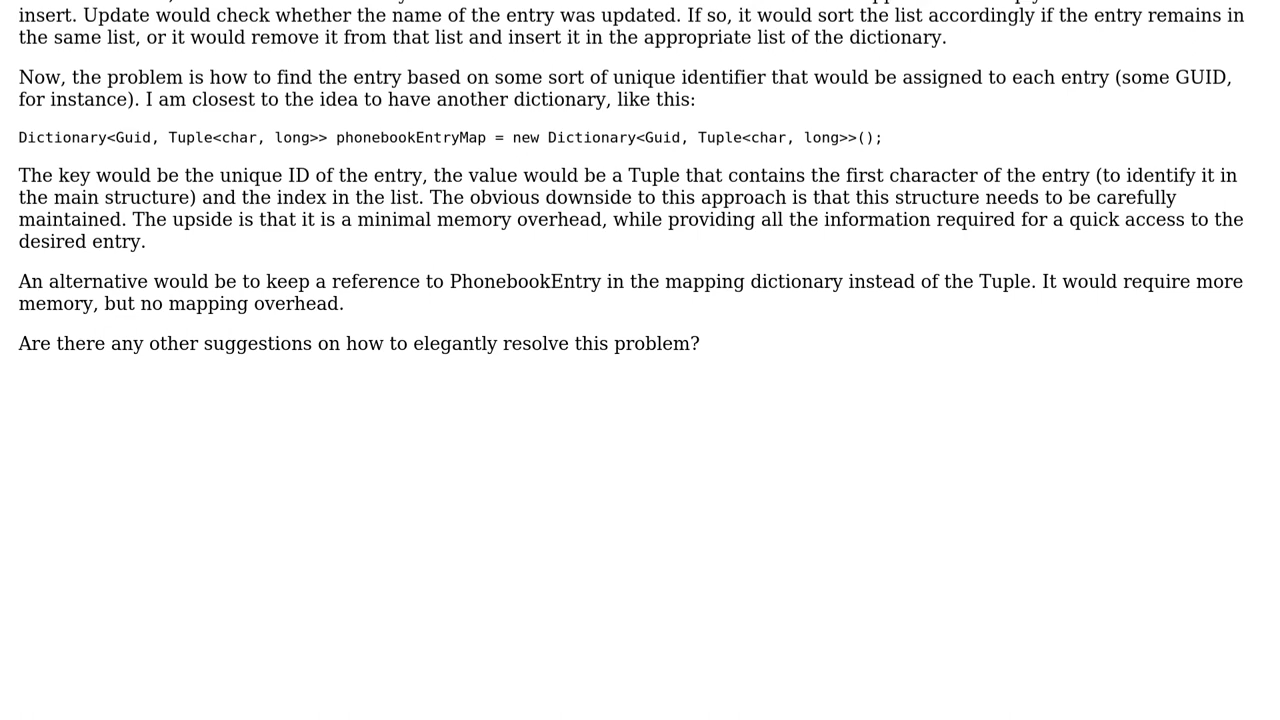 insert. Update would check whether the name of the entry was updated. If so, it would sort the list accordingly if the entry remains in
the same list, or it would remove it from that list and insert it in the appropriate list of the dictionary.
Now, the problem is how to find the entry based on some sort of unique identifier that would be assigned to each entry (some GUID,
for instance). I am closest to the idea to have another dictionary, like this:
Dictionary<Guid, Tuple<char, long>> phonebookEntryMap = new Dictionary<Guid, Tuple<char, long>>();
The key would be the unique ID of the entry, the value would be a Tuple that contains the first character of the entry (to identify it in
the main structure) and the index in the list. The obvious downside to this approach is that this structure needs to be carefully
maintained. The upside is that it is a minimal memory overhead, while providing all the information required for a quick access to the
desired entry.
An alternative would be to keep a reference to PhonebookEntry in the mapping dictionary instead of the Tuple. It would require more
memory, but no mapping overhead.
Are there any other suggestions on how to elegantly resolve this problem?